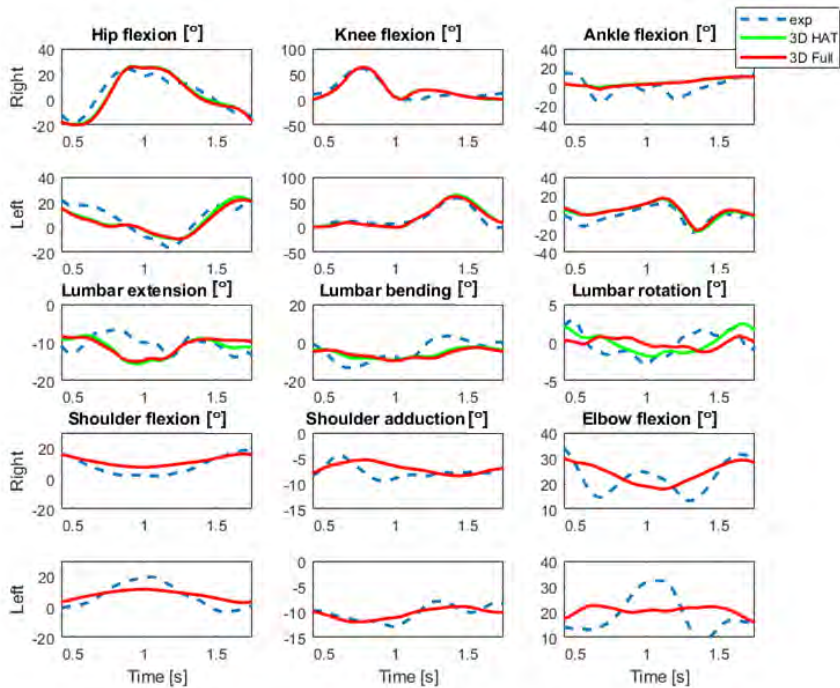 exp
3D HAT
3D Full
Hip flexion [º] Knee flexion [º] Ankle flexion [º]
Right
40
20
0
-20
0.5 1 1.5
100
50
0
-50
0.5 1 1.5
40
20
0
-20
-40
0.5 1 1.5
Left
40
20
0
-20
0.5 1 1.5
100
50
0
-50
0.5 1 1.5
40
20
0
-20
-40
0.5 1 1.5
Lumbar extension [º] Lumbar bending [º] Lumbar rotation [º]
0
-10
-20
0.5 1 1.5
20
0
-20
0.5 1 1.5
5
0
-5
0.5 1 1.5
Shoulder flexion [º] Shoulder adduction [º] Elbow flexion [º]
Right
20
0
-20
0.5 1 1.5
0
-5
-10
-15
0.5 1 1.5
40
30
20
10
0.5 1 1.5
Left
20
0
-20
0.5 1 1.5
0
-5
-10
-15
0.5 1 1.5
40
30
20
10
0.5 1 1.5
Time [s] Time [s] Time [s]